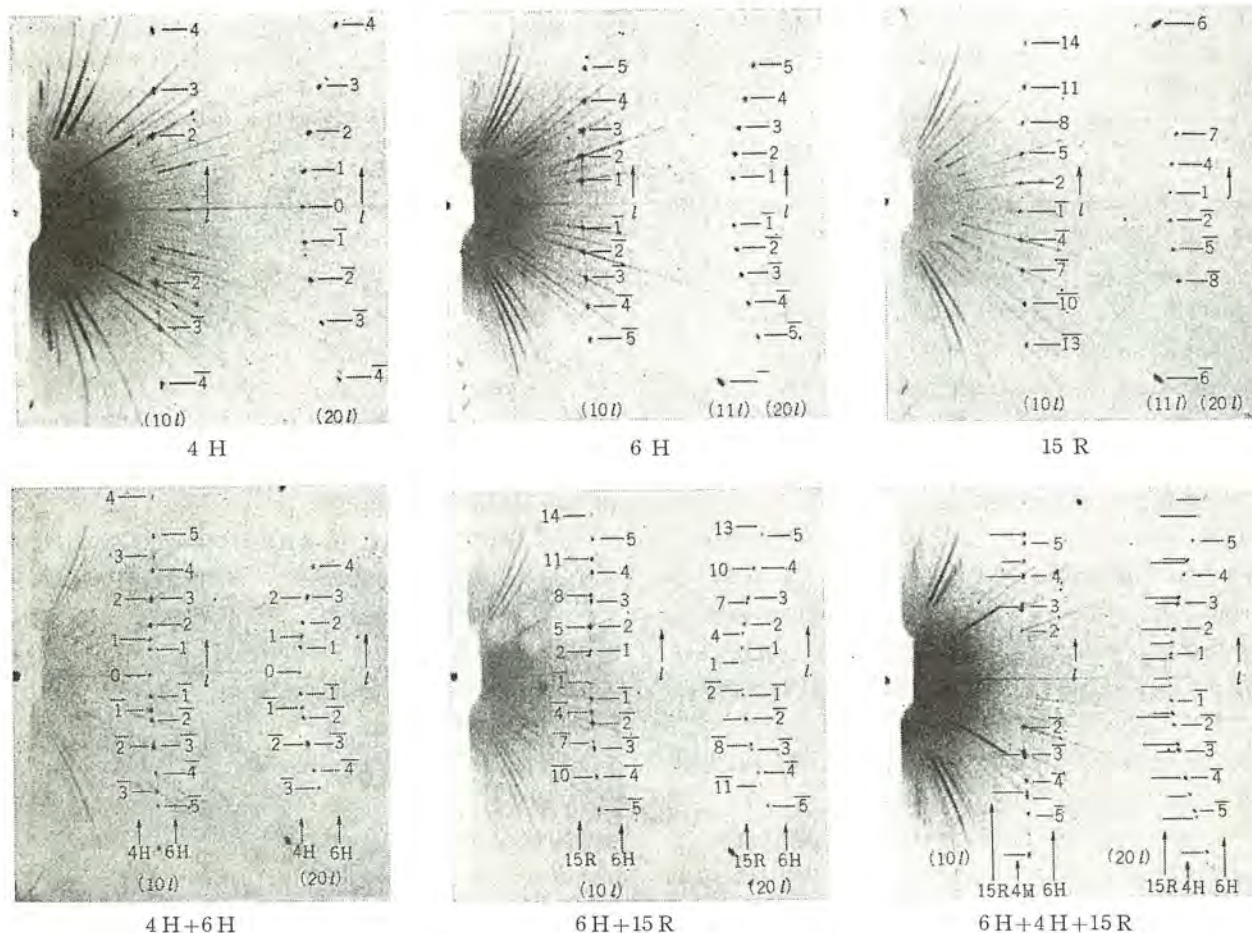 4 4
3 3
2 2
1
0
1̄
2̄ 2̄
3̄ 3̄
4̄ 4̄
l l
(10l) (20l)
4 H
5 5
4 4
3 3
2 2
1 1
1̄ 1̄
2̄ 2̄
3̄ 3̄
4̄ 4̄
5̄ 5̄
l l
(10l) (11l) (20l)
6 H
14 6
11
8 7
5 4
2 1
1̄ 2̄
4̄ 5̄
7̄ 8̄
1̄0̄
1̄3̄ 6̄
l
(10l) (11l) (20l)
15 R
4
5
3 4 4
2 3 2 3
2 2
1 1 1 1
0 0
1̄ 1̄ 1̄ 1̄
2̄ 2̄
2̄ 3̄ 2̄ 3̄
4̄ 4̄
3̄ 5̄ 3̄
l l
4H 6H 4H 6H
(10l) (20l)
4 H+6 H
14 13
5 5
11 4 10 4
8 3 7 3
5 2 4 2
2 1 1 1
1̄ 1̄ 2̄ 1̄
4̄ 2̄ 2̄
7̄ 3̄ 8̄ 3̄
1̄0̄ 4̄ 1̄1̄ 4̄
5̄ 5̄
l l
15R 6H 15R 6H
(10l) (20l)
6 H+15 R
5 5
4 4
3 3
2 2
1
1̄
2̄ 2̄
3̄ 3̄
4̄ 4̄
5̄ 5̄
l l
(10l) (20l)
15R 4H 6H 15R 4H 6H
6 H+4 H+15 R